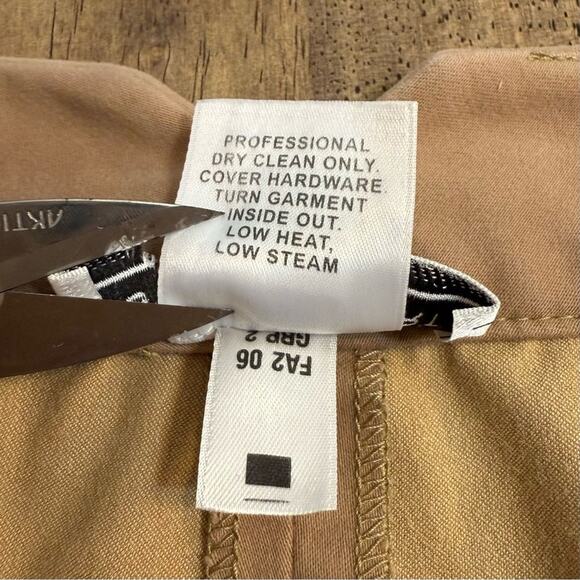 PROFESSIONAL
DRY CLEAN ONLY.
COVER HARDWARE.
TURN GARMENT
INSIDE OUT.
LOW HEAT,
LOW STEAM
FA2 06
GRP 2